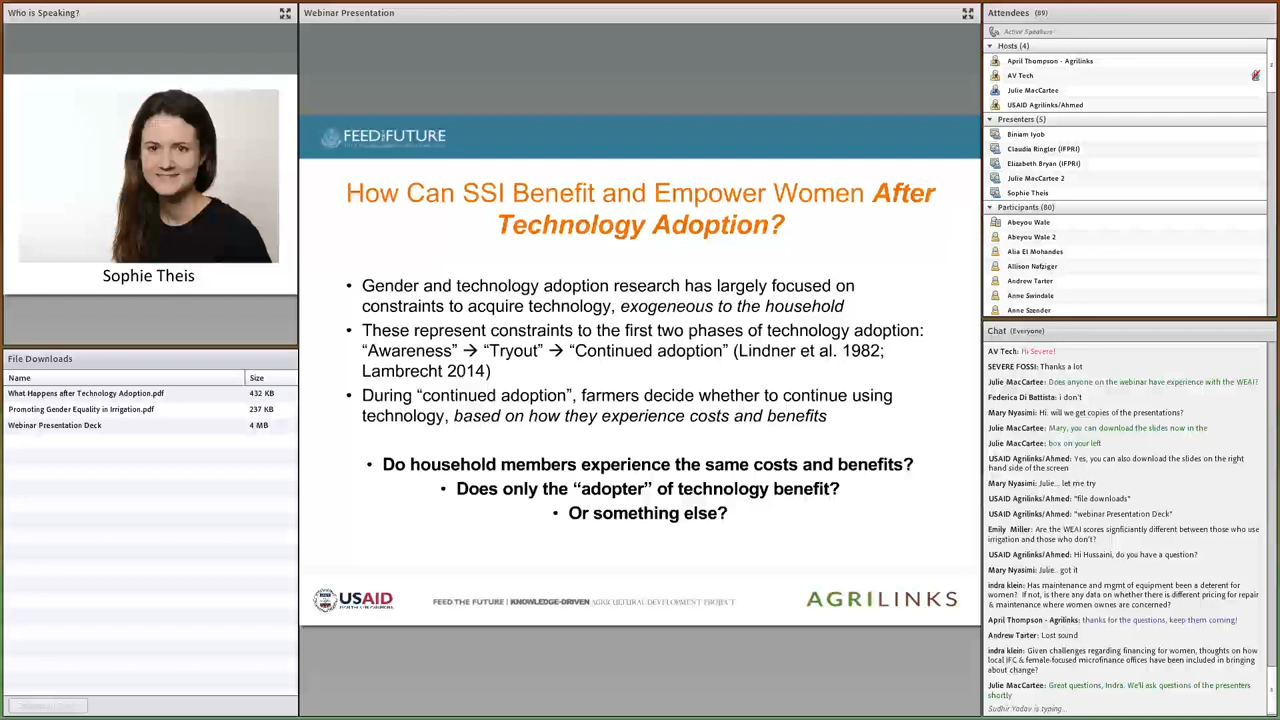 Who is Speaking?
Sophie Theis
File Downloads
Name Size
What Happens after Technology Adoption.pdf 432 KB
Promoting Gender Equality in Irrigation.pdf 237 KB
Webinar Presentation Deck 4 MB
Webinar Presentation
FEED THE FUTURE
How Can SSI Benefit and Empower Women After
Technology Adoption?
• Gender and technology adoption research has largely focused on
constraints to acquire technology, exogeneous to the household
• These represent constraints to the first two phases of technology adoption:
“Awareness” → “Tryout” → “Continued adoption” (Lindner et al. 1982;
Lambrecht 2014)
• During “continued adoption”, farmers decide whether to continue using
technology, based on how they experience costs and benefits
• Do household members experience the same costs and benefits?
• Does only the “adopter” of technology benefit?
• Or something else?
USAID
FEED THE FUTURE | KNOWLEDGE-DRIVEN AGRICULTURAL DEVELOPMENT PROJECT
AGRILINKS
Attendees (89)
Active Speakers
Hosts (4)
April Thompson - Agrilinks
AV Tech
Julie MacCartee
USAID Agrilinks/Ahmed
Presenters (5)
Biniam Iyob
Claudia Ringler (IFPRI)
Elizabeth Bryan (IFPRI)
Julie MacCartee 2
Sophie Theis
Participants (80)
Abeyou Wale
Abeyou Wale 2
Alia El Mohandes
Allison Nafziger
Andrew Tarter
Anne Swindale
Anne Szender
Chat (Everyone)
AV Tech: Hi Severe!
SEVERE FOSSI: Thanks a lot
Julie MacCartee: Does anyone on the webinar have experience with the WEAI?
Federica Di Battista: i don't
Mary Nyasimi: Hi. will we get copies of the presentations?
Julie MacCartee: Mary, you can download the slides now in the
Julie MacCartee: box on your left
USAID Agrilinks/Ahmed: Yes, you can also download the slides on the right
hand side of the screen
Mary Nyasimi: Julie... let me try
USAID Agrilinks/Ahmed: "file downloads"
USAID Agrilinks/Ahmed: "webinar Presentation Deck"
Emily Miller: Are the WEAI scores signficiantly different between those who use
irrigation and those who don't?
USAID Agrilinks/Ahmed: Hi Hussaini, do you have a question?
Mary Nyasimi: Julie.. got it
indra klein: Has maintenance and mgmt of equipment been a deterent for
women? If not, is there any data on whether there is different pricing for repair
& maintenance where women ownes are concerned?
April Thompson - Agrilinks: thanks for the questions, keep them coming!
Andrew Tarter: Lost sound
indra klein: Given challenges regarding financing for women, thoughts on how
local IFC & female-focused microfinance offices have been included in bringing
about change?
Julie MacCartee: Great questions, Indra. We'll ask questions of the presenters
shortly
Sudhir Yadav is typing...